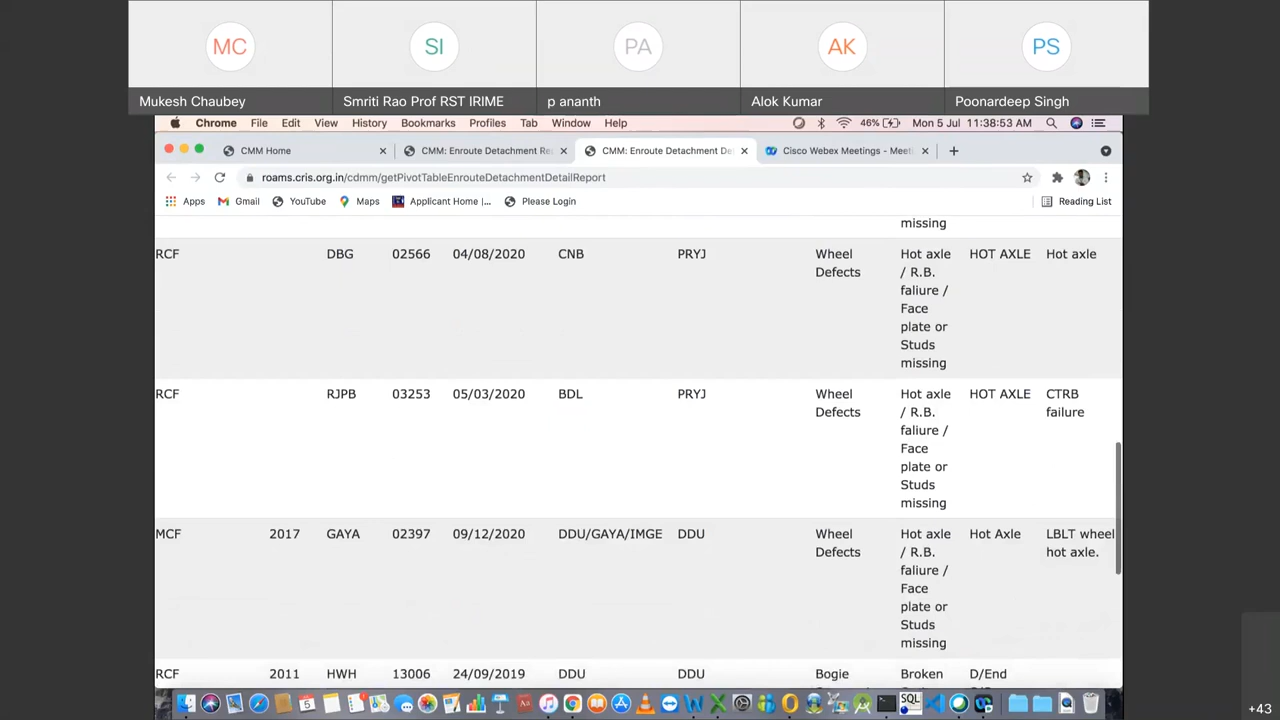 MC
SI
PA
AK
PS
Mukesh Chaubey
Smriti Rao Prof RST IRIME
p ananth
Alok Kumar
Poonardeep Singh
Chrome File Edit View History Bookmarks Profiles Tab Window Help 46% Mon 5 Jul 11:38:53 AM
CMM Home
CMM: Enroute Detachment Re
CMM: Enroute Detachment De
Cisco Webex Meetings - Meeti
roams.cris.org.in/cdmm/getPivotTableEnrouteDetachmentDetailReport
Apps Gmail YouTube Maps Applicant Home |... Please Login Reading List
missing
RCF DBG 02566 04/08/2020 CNB PRYJ Wheel Hot axle HOT AXLE Hot axle
Defects / R.B.
faliure /
Face
plate or
Studs
missing
RCF RJPB 03253 05/03/2020 BDL PRYJ Wheel Hot axle HOT AXLE CTRB
Defects / R.B. failure
faliure /
Face
plate or
Studs
missing
MCF 2017 GAYA 02397 09/12/2020 DDU/GAYA/IMGE DDU Wheel Hot axle Hot Axle LBLT wheel
Defects / R.B. hot axle.
faliure /
Face
plate or
Studs
missing
RCF 2011 HWH 13006 24/09/2019 DDU DDU Bogie Broken D/End
+43